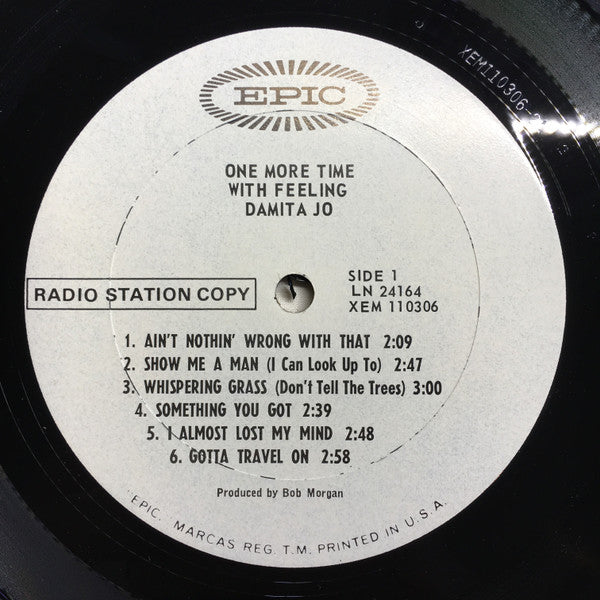 EPIC
ONE MORE TIME
WITH FEELING
DAMITA JO
RADIO STATION COPY
SIDE 1
LN 24164
XEM 110306
1. AIN'T NOTHIN' WRONG WITH THAT 2:09
2. SHOW ME A MAN (I Can Look Up To) 2:47
3. WHISPERING GRASS (Don't Tell The Trees) 3:00
4. SOMETHING YOU GOT 2:39
5. I ALMOST LOST MY MIND 2:48
6. GOTTA TRAVEL ON 2:58
Produced by Bob Morgan
EPIC. MARCAS REG. T.M. PRINTED IN U.S.A.
XEM110306